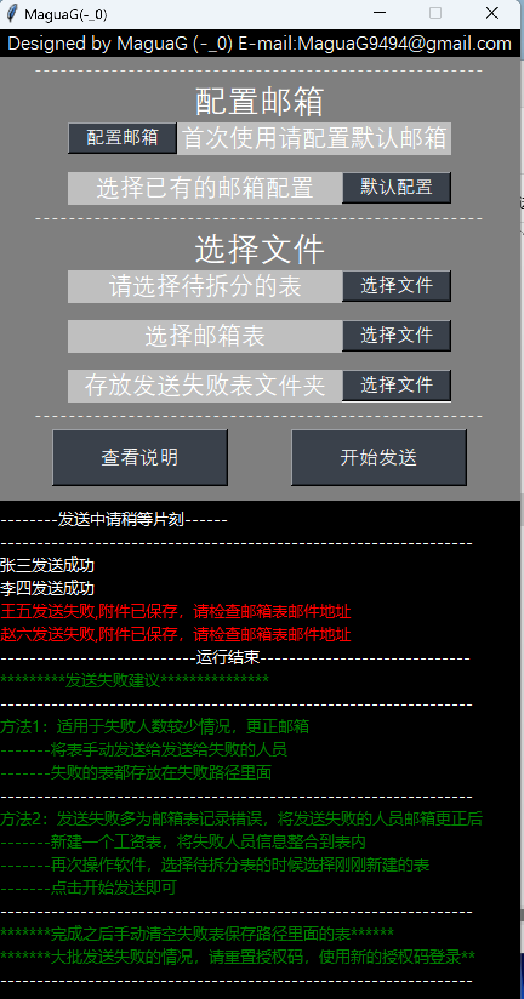 MaguaG(-_0)
Designed by MaguaG (-_0) E-mail:MaguaG9494@gmail.com
------------------------------------------------------
配置邮箱
配置邮箱 首次使用请配置默认邮箱
选择已有的邮箱配置 默认配置
------------------------------------------------------
选择文件
请选择待拆分的表 选择文件
选择邮箱表 选择文件
存放发送失败表文件夹 选择文件
------------------------------------------------------
查看说明 开始发送
--------发送中请稍等片刻------
-----------------------------------------------------------------
张三发送成功
李四发送成功
王五发送失败,附件已保存，请检查邮箱表邮件地址
赵六发送失败,附件已保存，请检查邮箱表邮件地址
---------------------------运行结束-----------------------------
*********发送失败建议***************
-----------------------------------------------------------------
方法1：适用于失败人数较少情况，更正邮箱
-------将表手动发送给发送给失败的人员
-------失败的表都存放在失败路径里面
-----------------------------------------------------------------
方法2：发送失败多为邮箱表记录错误，将发送失败的人员邮箱更正后
-------新建一个工资表，将失败人员信息整合到表内
-------再次操作软件，选择待拆分表的时候选择刚刚新建的表
-------点击开始发送即可
-----------------------------------------------------------------
*******完成之后手动清空失败表保存路径里面的表******
*******大批发送失败的情况，请重置授权码，使用新的授权码登录**
-----------------------------------------------------------------